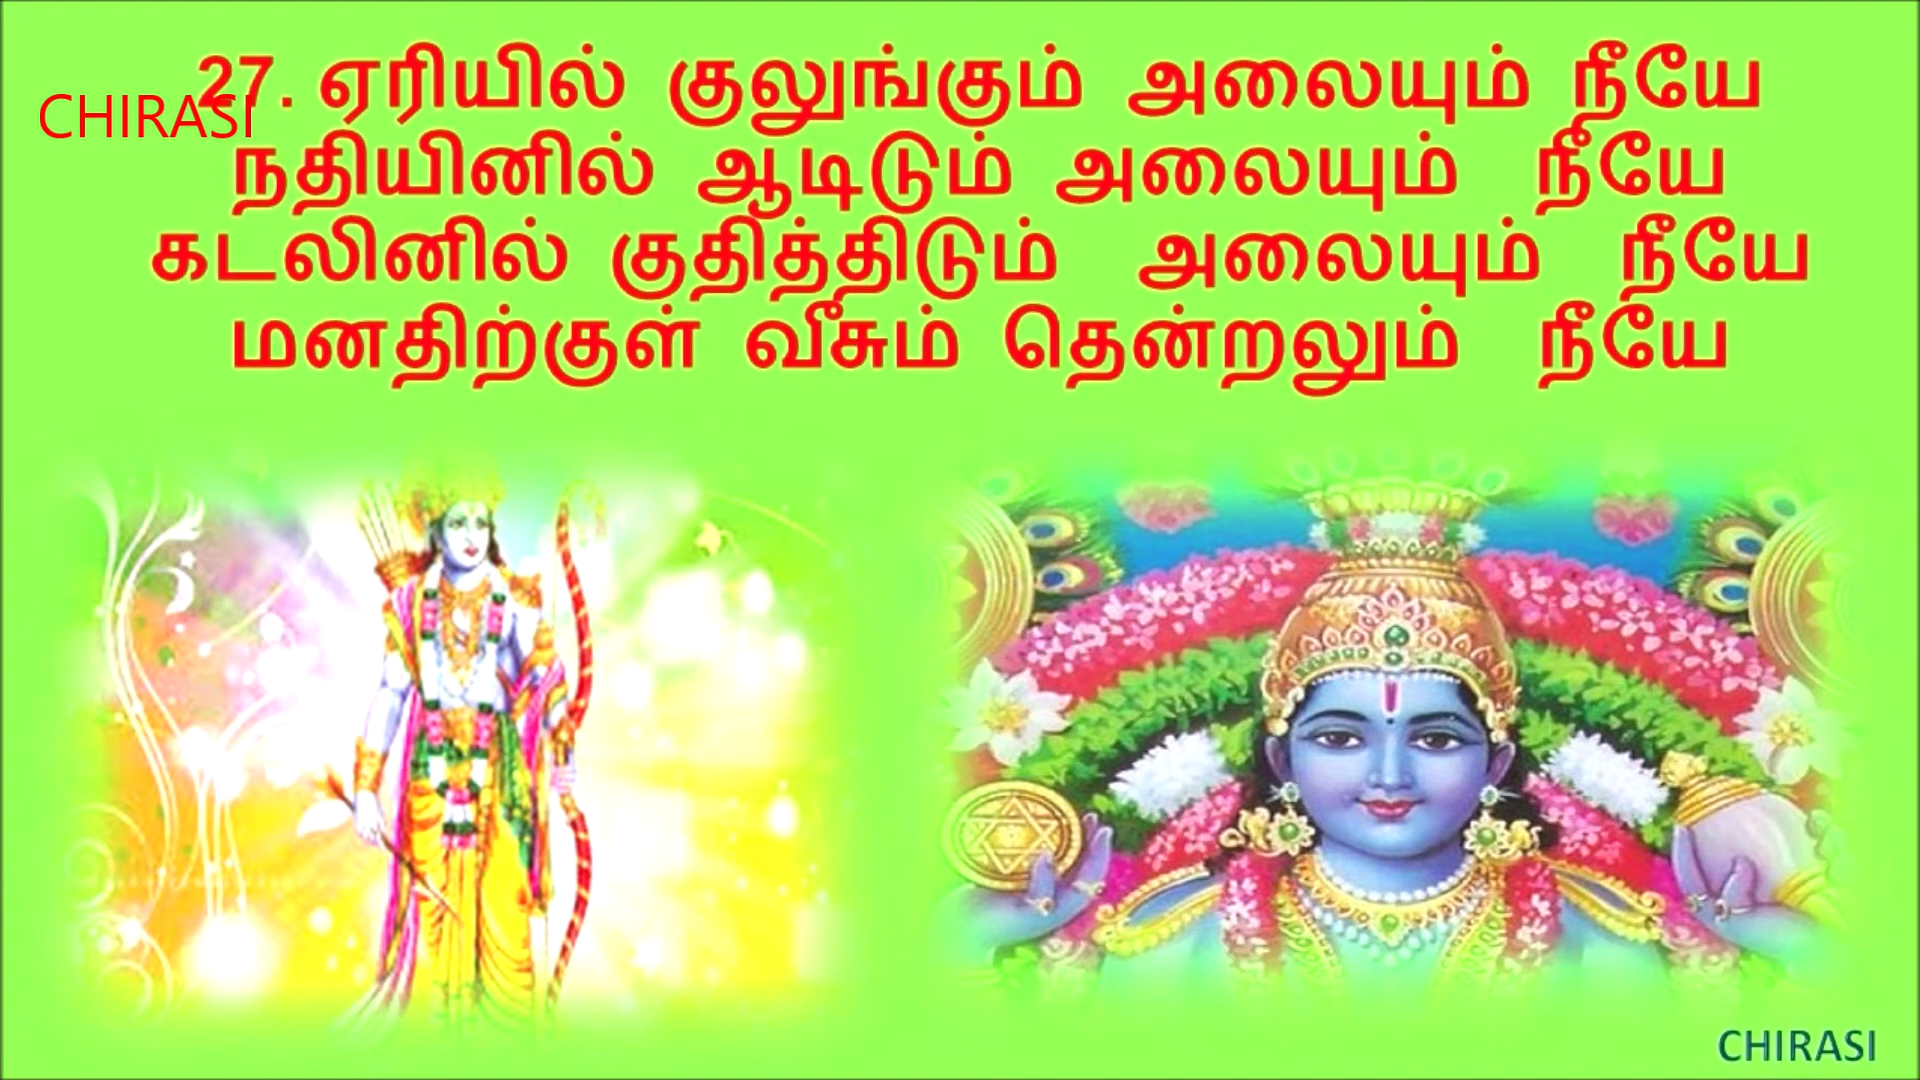 27. ஏரியில் குலுங்கும் அலையும் நீயே
CHIRASI
நதியினில் ஆடிடும் அலையும் நீயே
கடலினில் குதித்திடும் அலையும் நீயே
மனதிற்குள் வீசும் தென்றலும் நீயே
CHIRASI